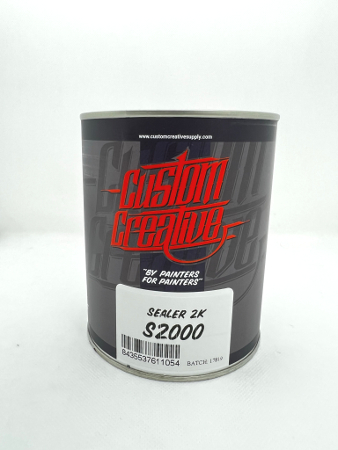 www.customcreativesupply.com
Custom
Creative
"BY PAINTERS
FOR PAINTERS"
SEALER 2K
S2000
8435537611054
BATCH: